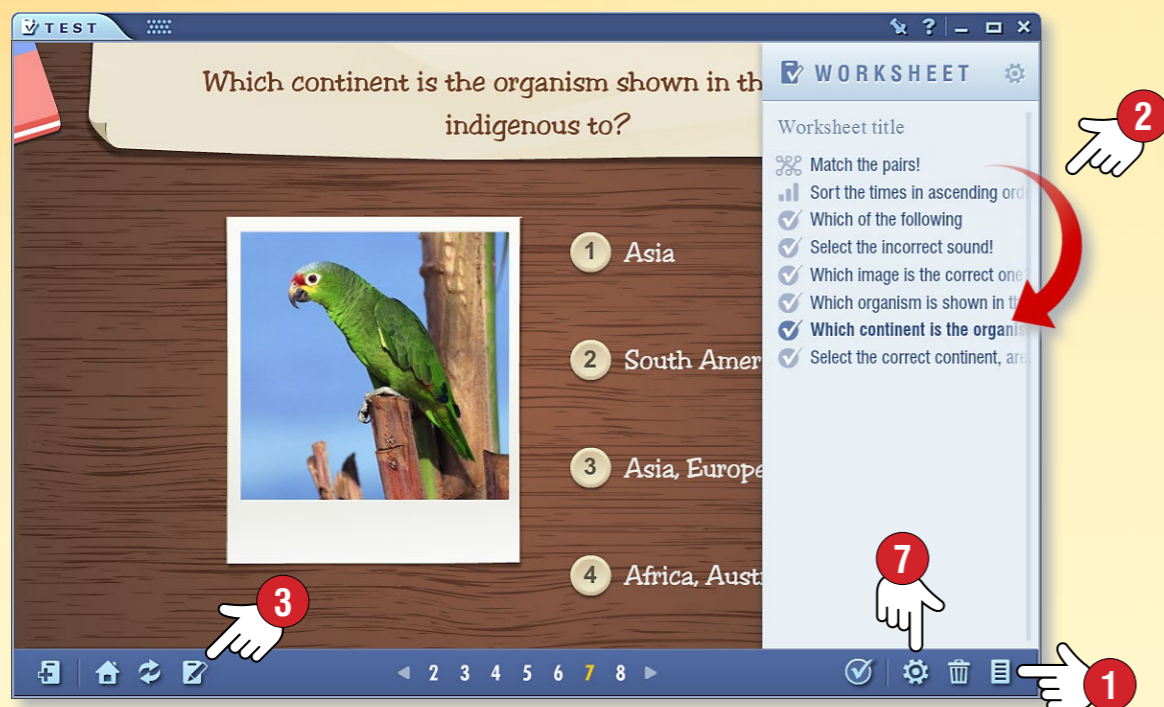 TEST
?
Which continent is the organism shown in th
indigenous to?
1 Asia
2 South Amer
3 Asia, Europe
4 Africa, Aust
WORKSHEET
Worksheet title
Match the pairs!
Sort the times in ascending orde
Which of the following
Select the incorrect sound!
Which image is the correct one?
Which organism is shown in th
Which continent is the organis
Select the correct continent, are
2
3
7
1
2 3 4 5 6 7 8